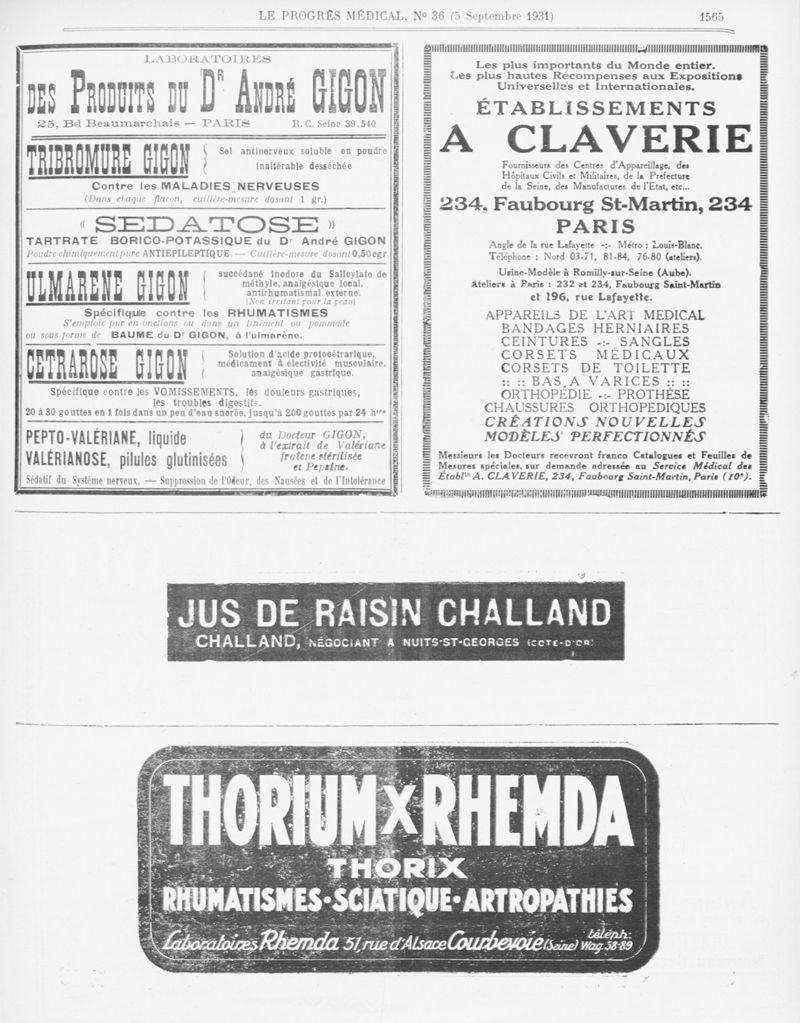 LE PROGRÈS MÉDICAL, No 36 (5 Septembre 1931)
1565
LABORATOIRES
DES PRODUITS DU Dr ANDRÉ GIGON
25, Bd Beaumarchais — PARIS R.C. Seine 39.540
TRIBROMURE GIGON
Sel antinerveux soluble en poudre
inaltérable desséchée
Contre les MALADIES NERVEUSES
(Dans chaque flacon, cuillère-mesure dosant 1 gr.)
« SEDATOSE »
TARTRATE BORICO-POTASSIQUE du Dr André GIGON
Poudre chimiquement pure ANTIEPILEPTIQUE. — Cuillère-mesure dosant 0,50 egr
ULMARÈNE GIGON
succédané inodore du Salicylate de
méthyle, analgésique local,
antirhumatismal externe.
(Non irritant pour la peau)
Spécifique contre les RHUMATISMES
S'emploie pur en onctions ou dans un liniment ou pommade
ou sous forme de BAUME du Dr GIGON, à l'ulmarène.
CETRAROSE GIGON
Solution d'acide protocétrarique,
médicament à électivité musculaire,
analgésique gastrique.
Spécifique contre les VOMISSEMENTS, les douleurs gastriques,
les troubles digestifs.
20 à 30 gouttes en 1 fois dans un peu d'eau sucrée, jusqu'à 200 gouttes par 24 hres
PEPTO-VALÉRIANE, liquide
VALÉRIANOSE, pilules glutinisées
du Docteur GIGON,
à l'extrait de Valériane
fraîche stérilisée
et Pepsine.
Sédatif du Système nerveux. — Suppression de l'Odeur, des Nausées et de l'Intolérance
Les plus importants du Monde entier.
Les plus hautes Récompenses aux Expositions
Universelles et Internationales.
ÉTABLISSEMENTS
A CLAVERIE
Fournisseurs des Centres d'Appareillage, des
Hôpitaux Civils et Militaires, de la Préfecture
de la Seine, des Manufactures de l'Etat, etc...
234, Faubourg St-Martin, 234
PARIS
Angle de la rue Lafayette -:- Métro : Louis-Blanc.
Téléphone : Nord 03-71, 81-84, 76-80 (ateliers).
Usine-Modèle à Romilly-sur-Seine (Aube).
Ateliers à Paris : 232 et 234, Faubourg Saint-Martin
et 196, rue Lafayette.
APPAREILS DE L'ART MEDICAL
BANDAGES HERNIAIRES
CEINTURES -:- SANGLES
CORSETS MÉDICAUX
CORSETS DE TOILETTE
:: :: BAS A VARICES :: ::
ORTHOPÉDIE -:- PROTHÈSE
CHAUSSURES ORTHOPEDIQUES
CRÉATIONS NOUVELLES
MODÈLES PERFECTIONNÉS
Messieurs les Docteurs recevront franco Catalogues et Feuilles de
Mesures spéciales, sur demande adressée au Service Médical des
Établts A. CLAVERIE, 234, Faubourg Saint-Martin, Paris (10e).
JUS DE RAISIN CHALLAND
CHALLAND, NÉGOCIANT A NUITS-ST-GEORGES (COTE-D'OR)
THORIUM X RHEMDA
THORIX
RHUMATISMES·SCIATIQUE·ARTROPATHIES
Laboratoires Rhemda 51, rue d'Alsace Courbevoie (Seine) téléph: Wag. 58-89